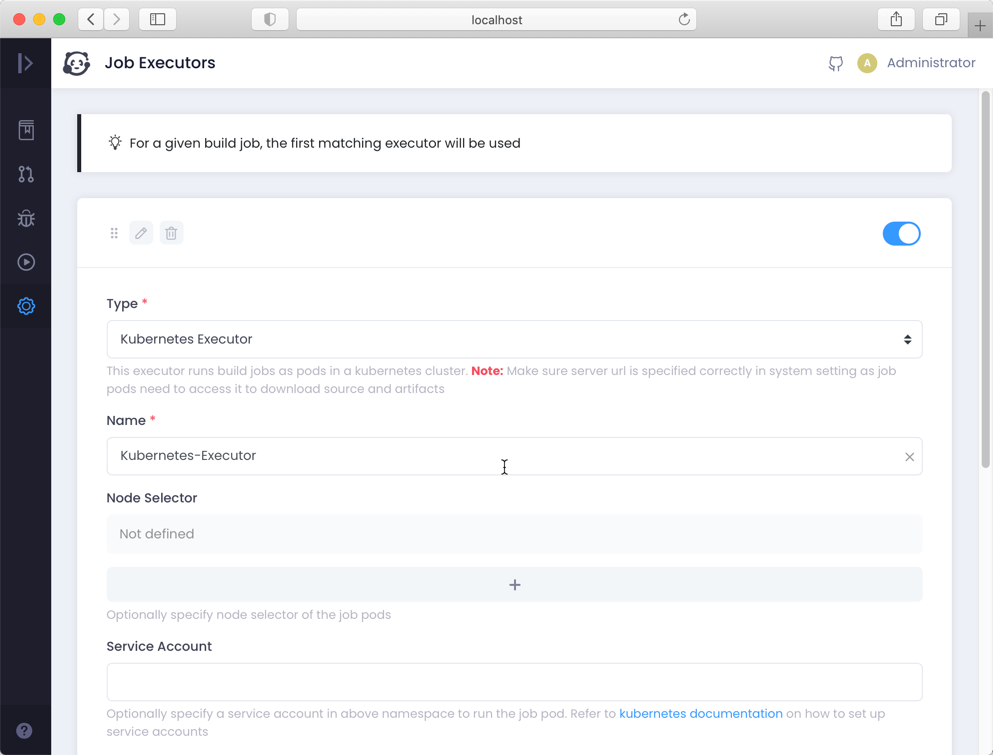 localhost
Job Executors
A
Administrator
For a given build job, the first matching executor will be used
Type *
Kubernetes Executor
This executor runs build jobs as pods in a kubernetes cluster. Note: Make sure server url is specified correctly in system setting as job
pods need to access it to download source and artifacts
Name *
Kubernetes-Executor
Node Selector
Not defined
+
Optionally specify node selector of the job pods
Service Account
Optionally specify a service account in above namespace to run the job pod. Refer to kubernetes documentation on how to set up
service accounts